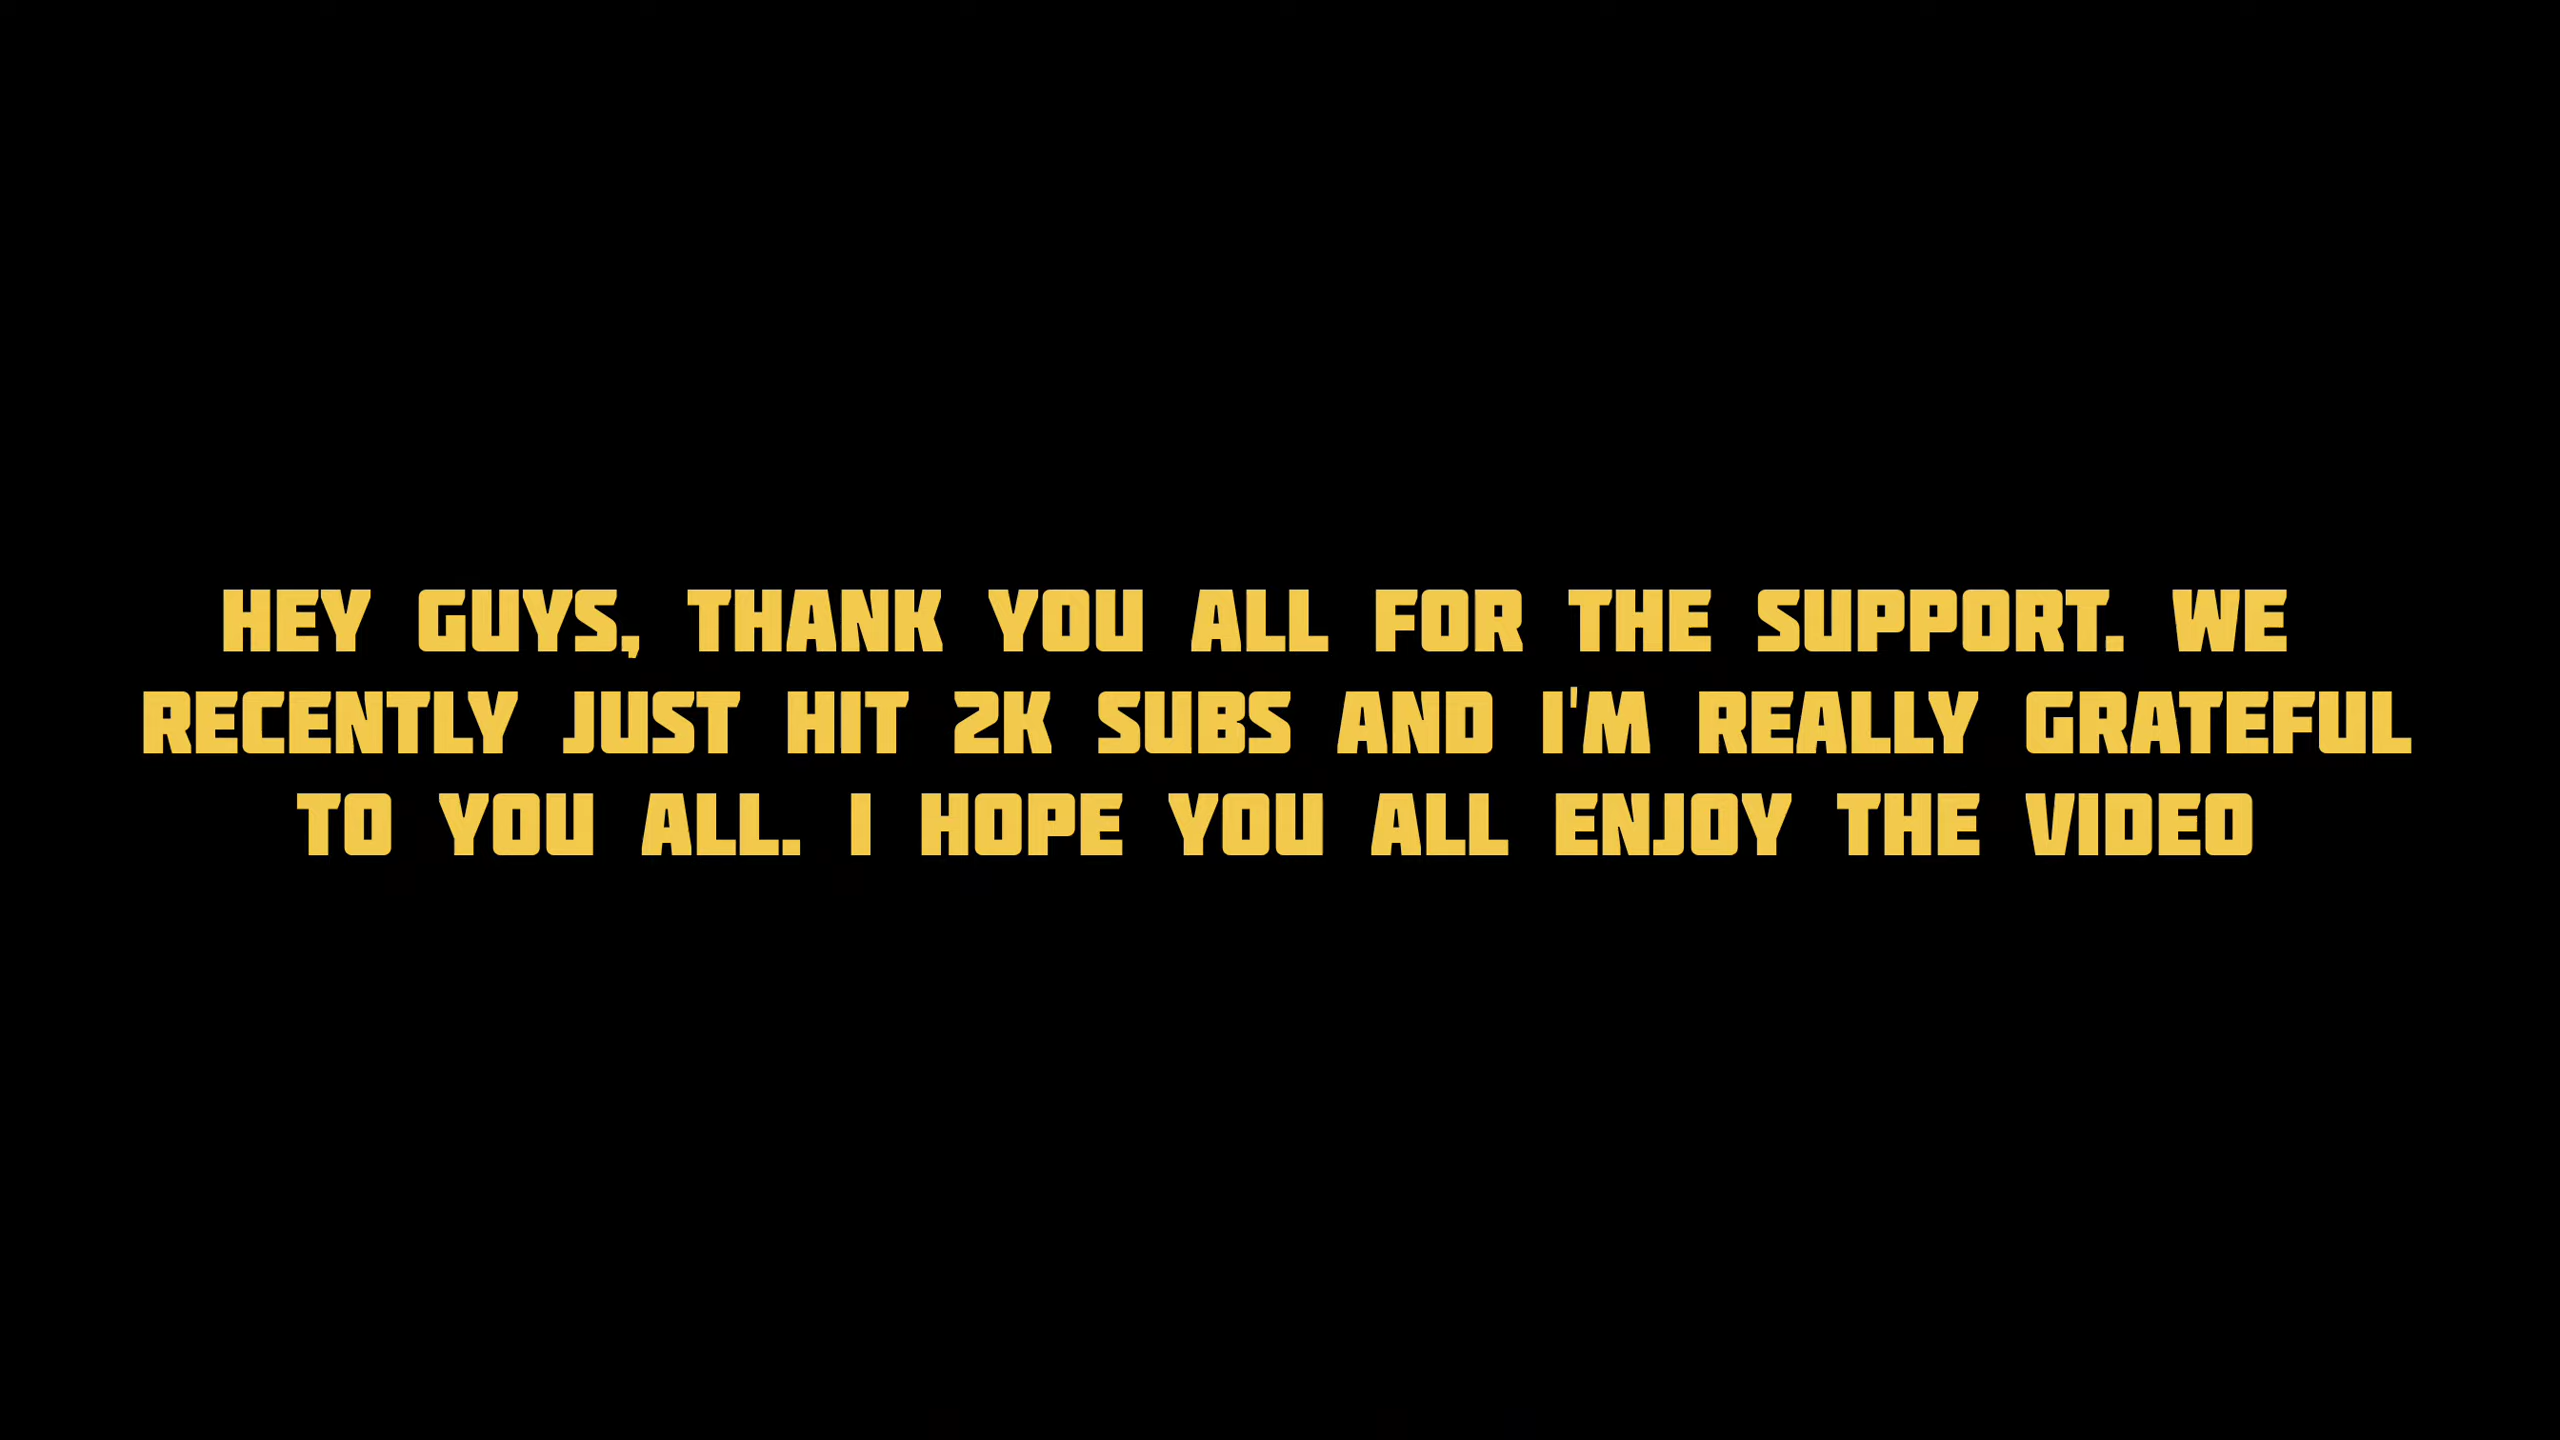 HEY GUYS, THANK YOU ALL FOR THE SUPPORT. WE
RECENTLY JUST HIT 2K SUBS AND I'M REALLY GRATEFUL
TO YOU ALL. I HOPE YOU ALL ENJOY THE VIDEO